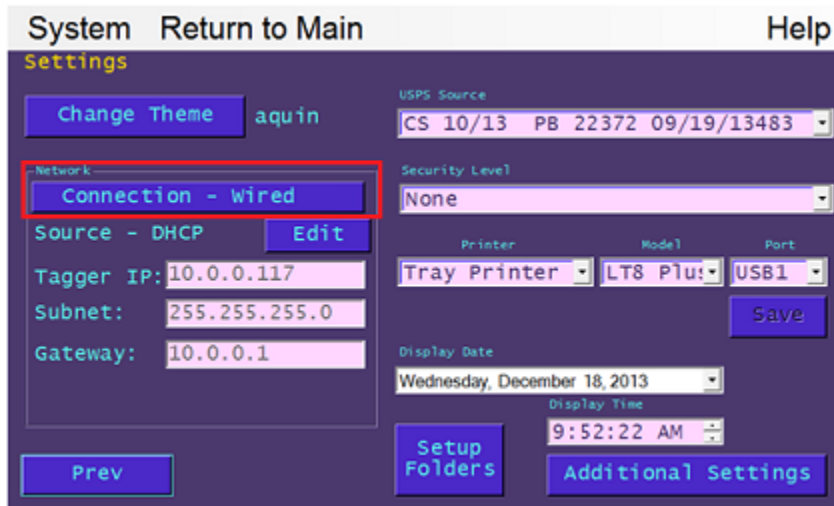 System Return to Main Help
Settings
Change Theme aquin
USPS Source
CS 10/13 PB 22372 09/19/13483
Network
Connection - Wired
Security Level
None
Source - DHCP Edit
Printer Model Port
Tagger IP: 10.0.0.117
Tray Printer LT8 Plus USB1
Subnet: 255.255.255.0
Save
Gateway: 10.0.0.1
Display Date
Wednesday, December 18, 2013
Display Time
9:52:22 AM
Prev
Setup
Folders
Additional Settings